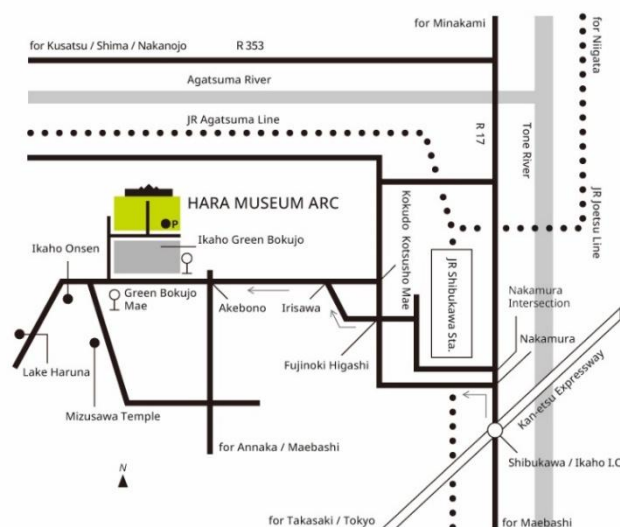 for Minakami
for Niigata
for Kusatsu / Shima / Nakanojo
R 353
Agatsuma River
JR Agatsuma Line
R 17
Tone River
JR Joetsu Line
HARA MUSEUM ARC
P
Kokudo Kotsusho Mae
Ikaho Onsen
Ikaho Green Bokujo
JR Shibukawa Sta.
Green Bokujo
Mae
Akebono
Irisawa
Nakamura
Intersection
Fujinoki Higashi
Nakamura
Lake Haruna
Kan-etsu Expressway
Mizusawa Temple
for Annaka / Maebashi
Shibukawa / Ikaho I.C
N
for Takasaki / Tokyo
for Maebashi